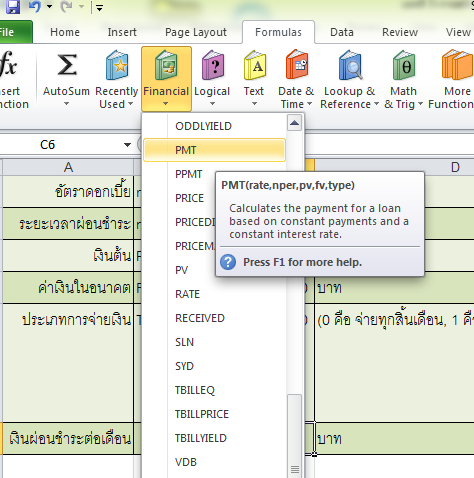 File
Home
Insert
Page Layout
Formulas
Data
Review
fx
Σ
Insert
Function
AutoSum
Recently
Used
Financial
Logical
Text
Date &
Time
Lookup &
Reference
Math
& Trig
More
Functions
C6
ODDLYIELD
PMT
PPMT
PRICE
PRICEDI
PRICEMA
PV
RATE
RECEIVED
SLN
SYD
TBILLEQ
TBILLPRICE
TBILLYIELD
VDB
PMT(rate,nper,pv,fv,type)
Calculates the payment for a loan
based on constant payments and a
constant interest rate.
Press F1 for more help.
A
D
อัตราดอกเบี้ย
ระยะเวลาผ่อนชำระ
เงินต้น
ค่าเงินในอนาคต
บาท
ประเภทการจ่ายเงิน
(0 คือ จ่ายทุกสิ้นเดือน, 1 คื
เงินผ่อนชำระต่อเดือน
บาท